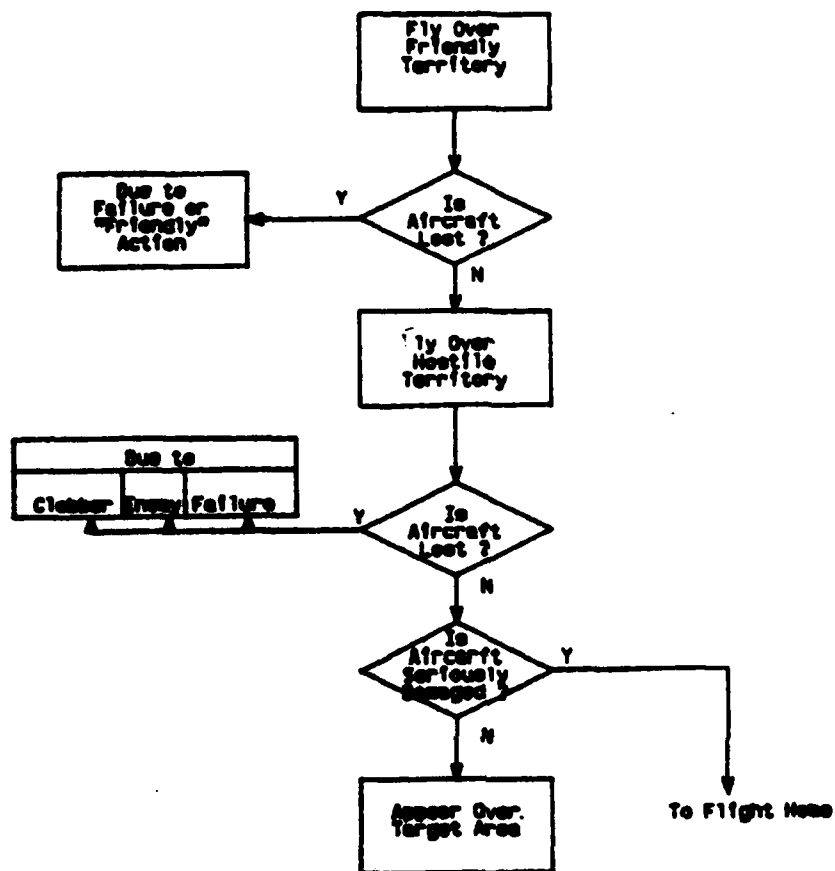 Fly Over
Friendly
Territory
Due to
Failure or
"Friendly"
Action
Y
Is
Aircraft
Lost ?
N
Fly Over
Hostile
Territory
Due to
Clobber Enemy Failure
Y
Is
Aircraft
Lost ?
N
Is
Aircarft
Seriously
Damaged ?
Y
N
Appear Over
Target Area
To Flight Home